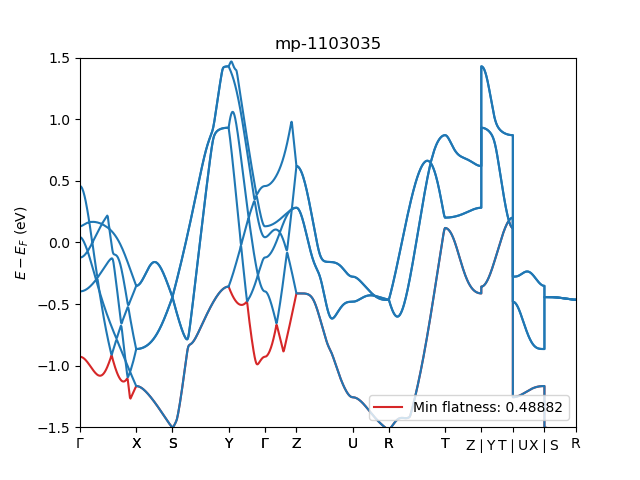 mp-1103035
E − E_F (eV)
1.5
1.0
0.5
0.0
−0.5
−1.0
−1.5
Min flatness: 0.48882
Γ X S Y Γ Z U R T Z|Y T|U X|S R